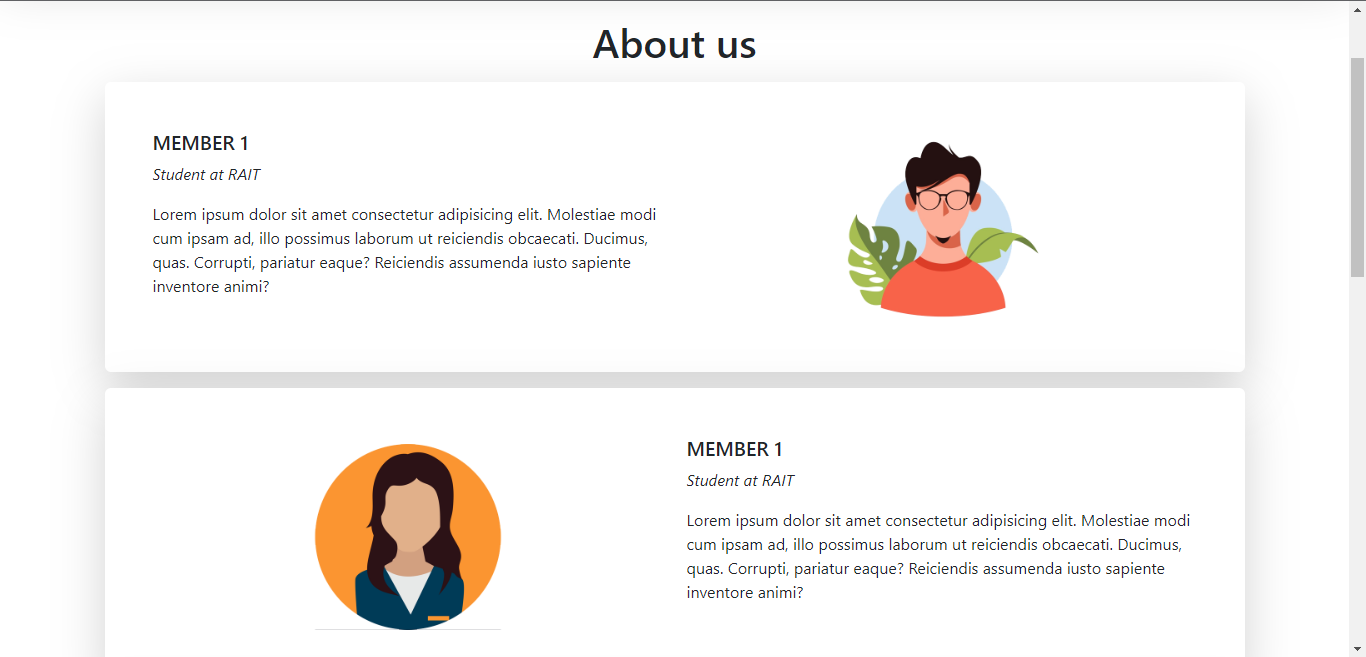 About us
MEMBER 1
Student at RAIT
Lorem ipsum dolor sit amet consectetur adipisicing elit. Molestiae modi
cum ipsam ad, illo possimus laborum ut reiciendis obcaecati. Ducimus,
quas. Corrupti, pariatur eaque? Reiciendis assumenda iusto sapiente
inventore animi?
MEMBER 1
Student at RAIT
Lorem ipsum dolor sit amet consectetur adipisicing elit. Molestiae modi
cum ipsam ad, illo possimus laborum ut reiciendis obcaecati. Ducimus,
quas. Corrupti, pariatur eaque? Reiciendis assumenda iusto sapiente
inventore animi?